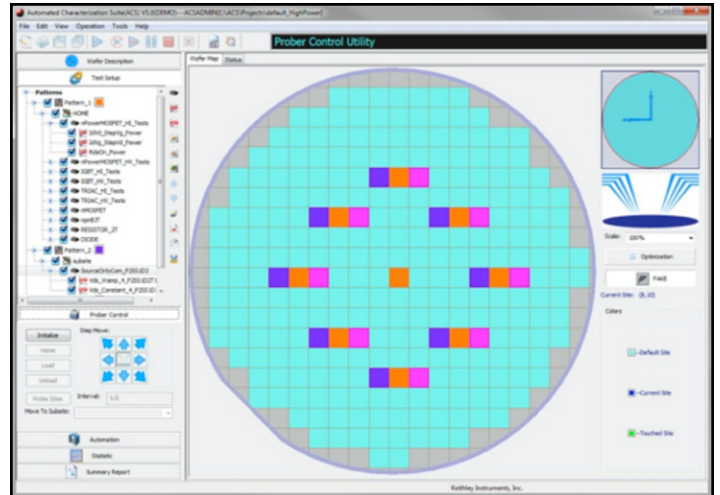 Automated Characterization Suite(ACS) V5.0(DEMO)---ACSADMIN[C:\ACS\Projects\default_HighPower]
File Edit View Operation Tools Help
Prober Control Utility
Wafer Description
Test Setup
Patterns
Pattern_1
HOME
nPowerMOSFET_HI_Tests
IdVd_StepVg_Power
IdVg_StepVd_Power
RdsOn_Power
nPowerMOSFET_HV_Tests
IGBT_HI_Tests
IGBT_HV_Tests
TRIAC_HI_Tests
TRIAC_HV_Tests
nMOSFET
npnBJT
RESISTOR_2T
DIODE
Pattern_2
subsite
Prober Control
Initialize
Step Move:
Home
Load
Unload
Probe Sites
Interval: 1.0
Move To Subsite:
Automation
Statistic
Summary Report
Wafer Map Status
Scale: 100%
Optimization
FAKE
Current Site:
Colors
-Default Site
-Current Site
-Touched Site
Keithley Instruments, Inc.